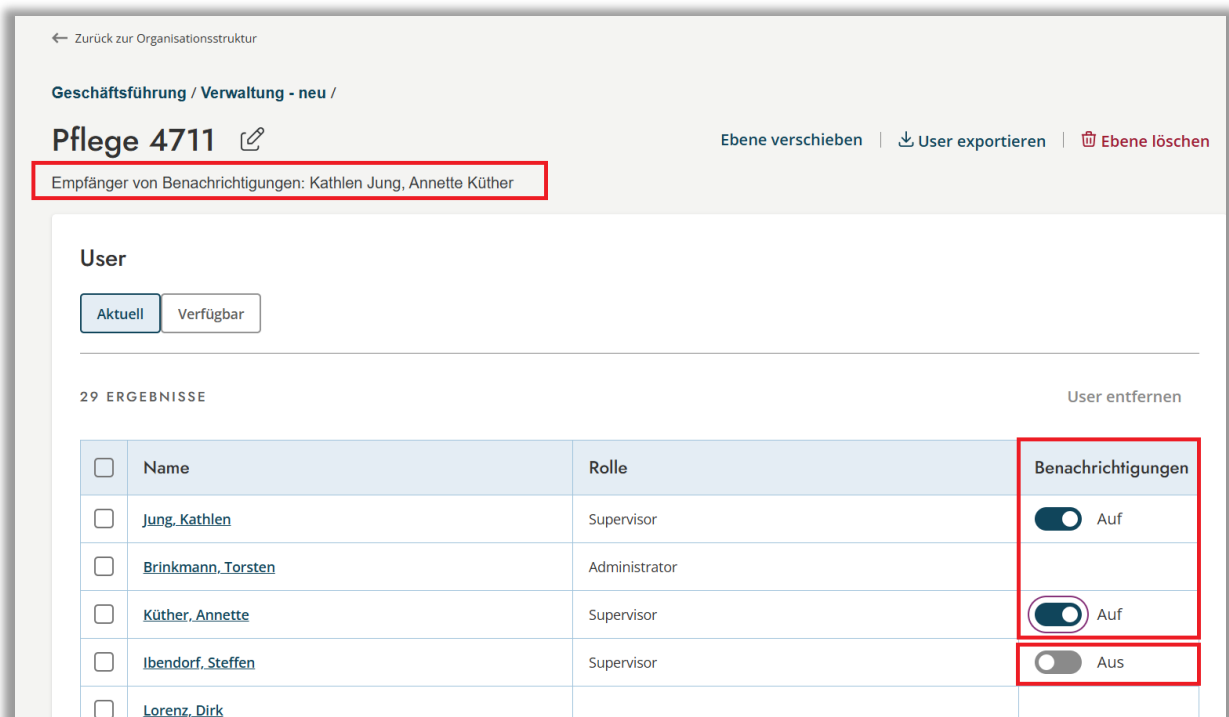 ← Zurück zur Organisationsstruktur
Geschäftsführung / Verwaltung - neu /
Pflege 4711
Ebene verschieben | User exportieren | Ebene löschen
Empfänger von Benachrichtigungen: Kathlen Jung, Annette Küther
User
Aktuell Verfügbar
29 ERGEBNISSE User entfernen
Name Rolle Benachrichtigungen
Jung, Kathlen Supervisor Auf
Brinkmann, Torsten Administrator
Küther, Annette Supervisor Auf
Ibendorf, Steffen Supervisor Aus
Lorenz, Dirk